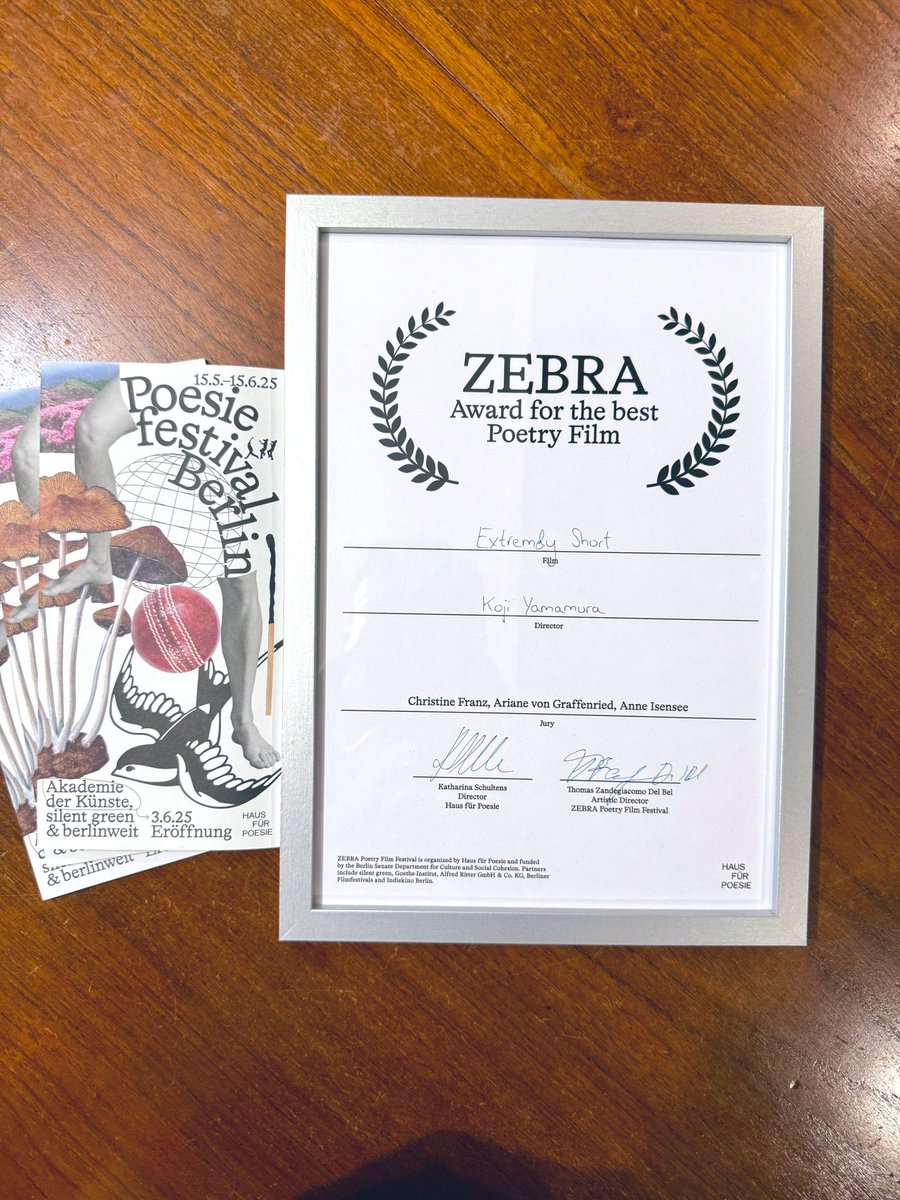 15.5.–15.6.25
Poesie
festival
Berlin
Akademie
der Künste,
silent green
& berlinweit
→3.6.25
Eröffnung
HAUS
FÜR
POESIE
& berlinweit
ZEBRA
Award for the best
Poetry Film
Extremely Short
Film
Koji Yamamura
Director
Christine Franz, Ariane von Graffenried, Anne Isensee
Jury
Katharina Schultens
Director
Haus für Poesie
Thomas Zandegiacomo Del Bel
Artistic Director
ZEBRA Poetry Film Festival
ZEBRA Poetry Film Festival is organized by Haus für Poesie and funded
by the Berlin Senate Department for Culture and Social Cohesion. Partners
include silent green, Goethe-Institut, Alfred Ritter GmbH & Co. KG, Berliner
Filmfestivals and Indiekino Berlin.
HAUS
FÜR
POESIE